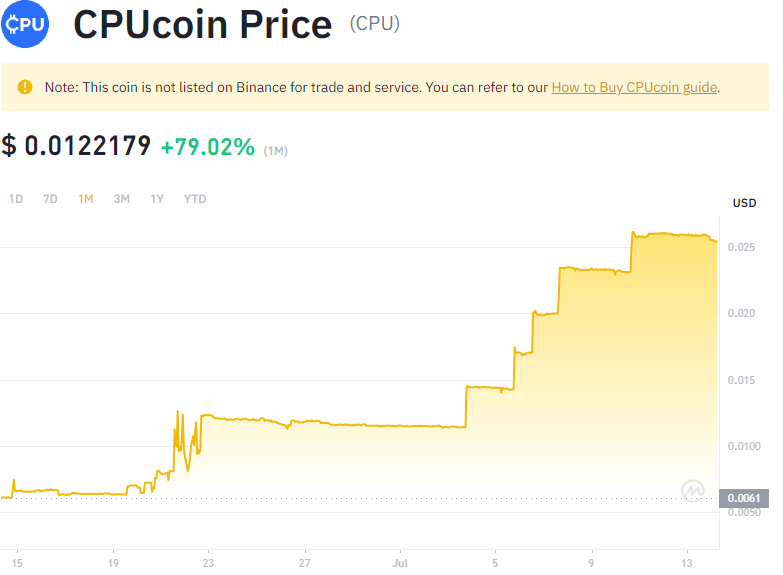 ₵PU
CPUcoin Price (CPU)
Note: This coin is not listed on Binance for trade and service. You can refer to our How to Buy CPUcoin guide.
$ 0.0122179 +79.02% (1M)
1D 7D 1M 3M 1Y YTD
USD
0.025
0.020
0.015
0.0100
0.0061
0.0050
15 19 23 27 Jul 5 9 13